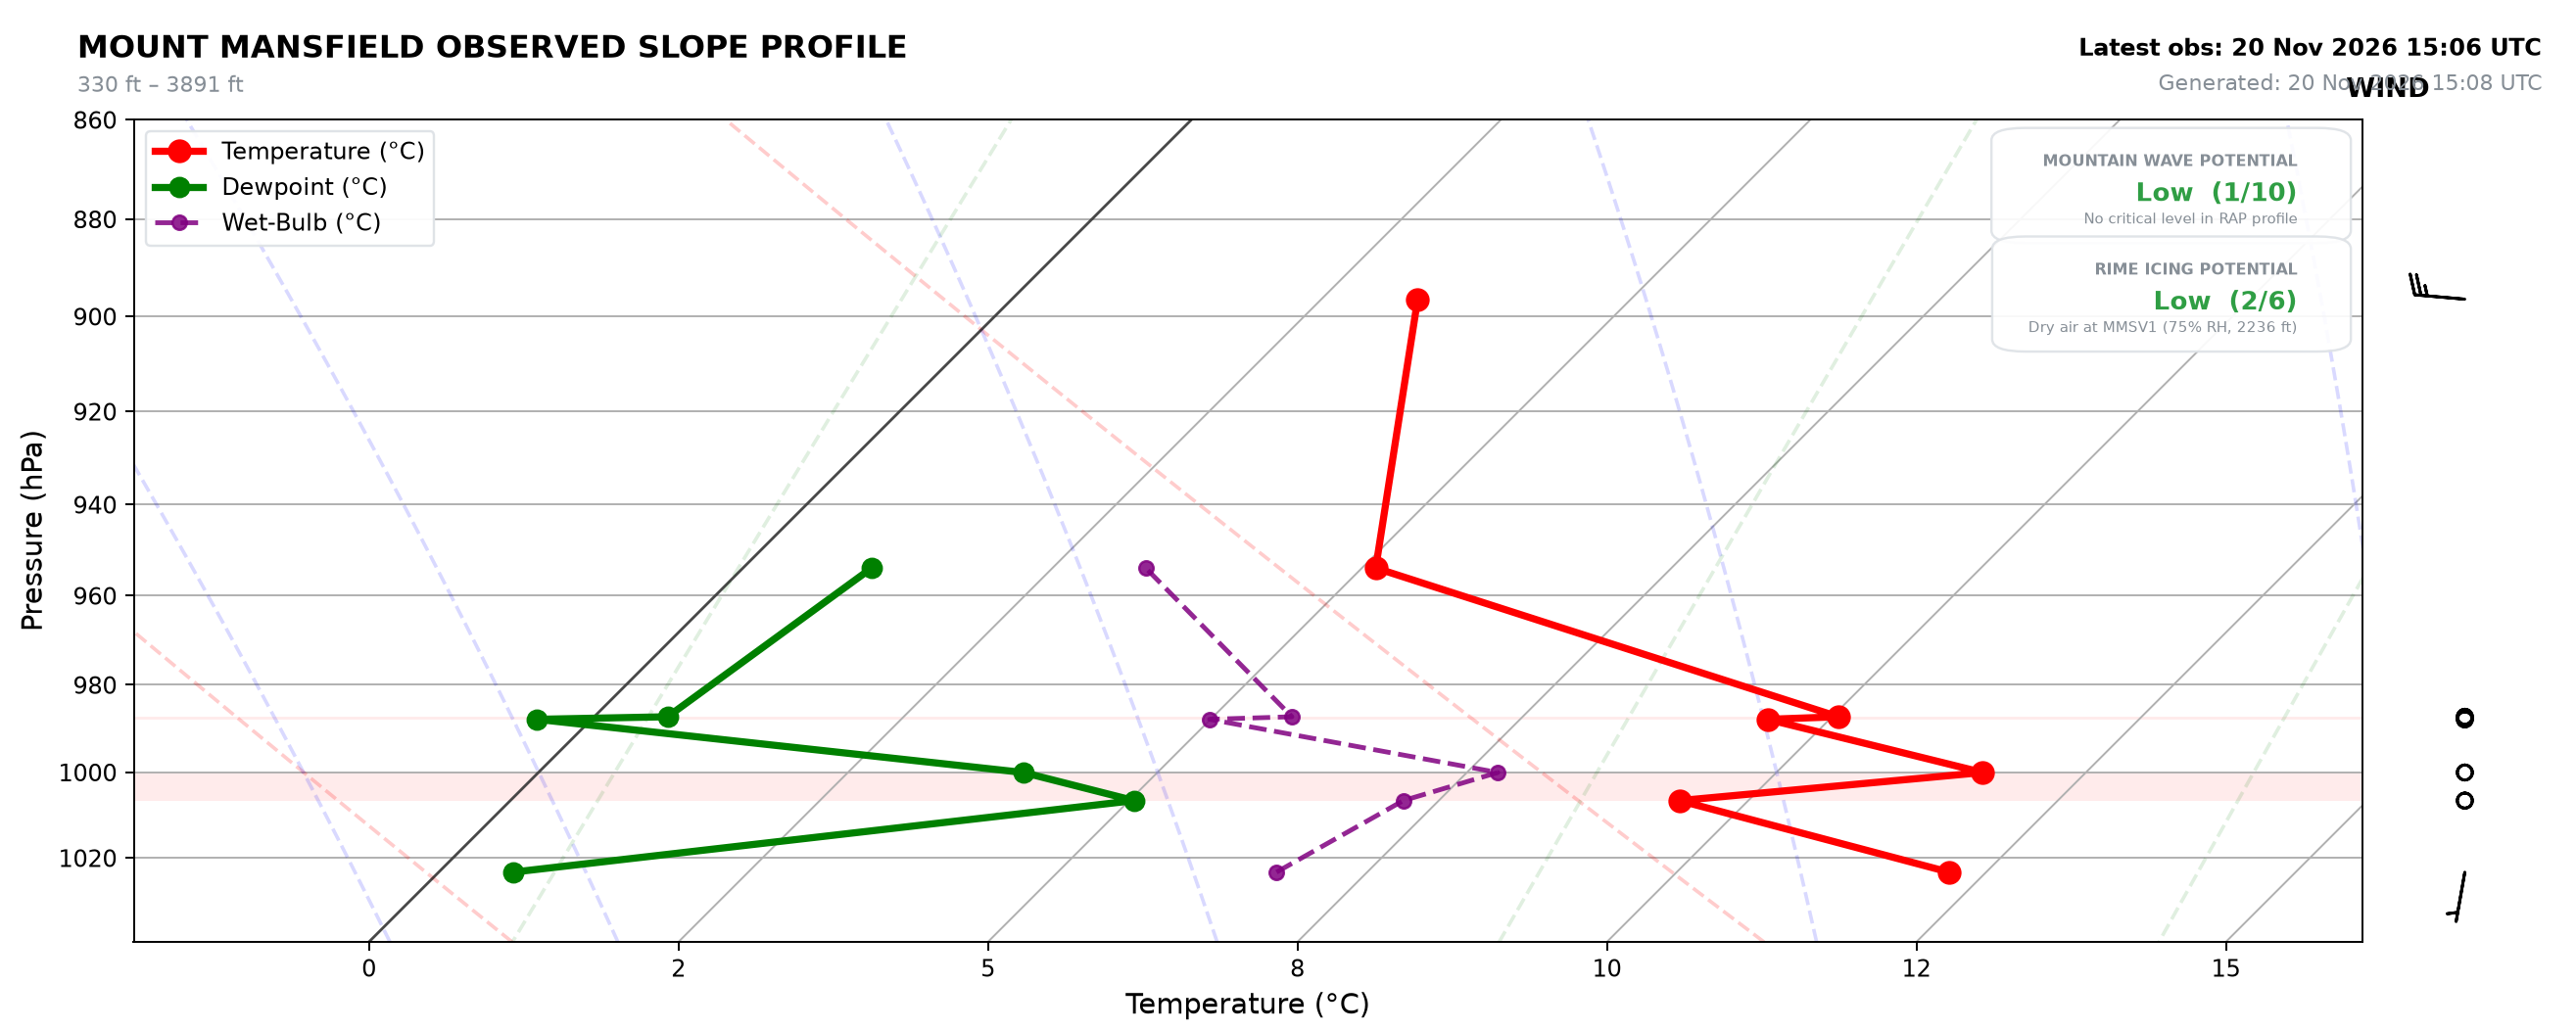 MOUNT MANSFIELD OBSERVED SLOPE PROFILE
330 ft – 3891 ft
Latest obs: 20 Nov 2026 15:06 UTC
Generated: 20 Nov 2026 15:08 UTC
WIND
Temperature (°C)
Dewpoint (°C)
Wet-Bulb (°C)
MOUNTAIN WAVE POTENTIAL
Low (1/10)
No critical level in RAP profile
RIME ICING POTENTIAL
Low (2/6)
Dry air at MMSV1 (75% RH, 2236 ft)
Pressure (hPa)
860
880
900
920
940
960
980
1000
1020
0 2 5 8 10 12 15
Temperature (°C)